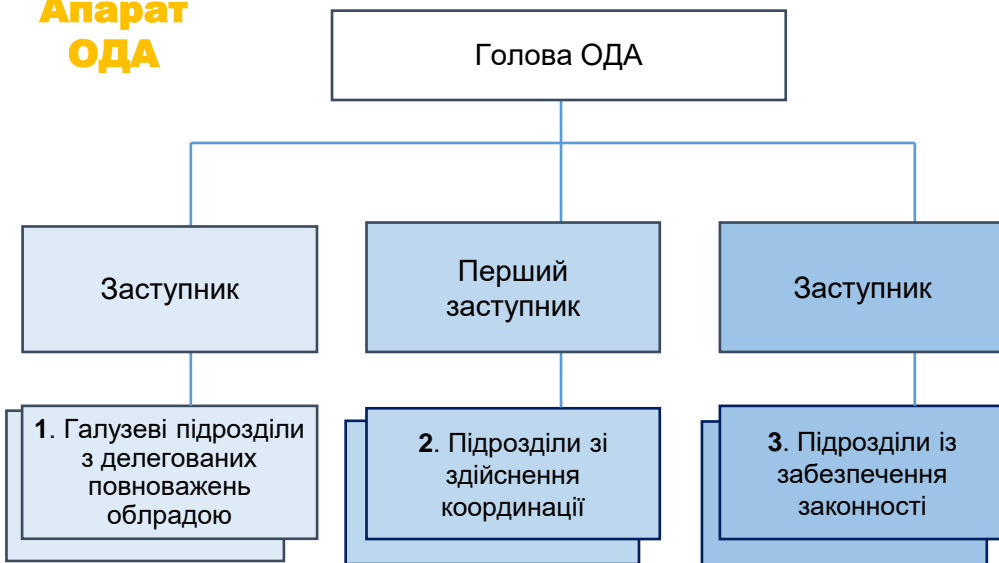 Апарат
ОДА
Голова ОДА
Заступник
Перший
заступник
Заступник
1. Галузеві підрозділи
з делегованих
повноважень
облрадою
2. Підрозділи зі
здійснення
координації
3. Підрозділи із
забезпечення
законності